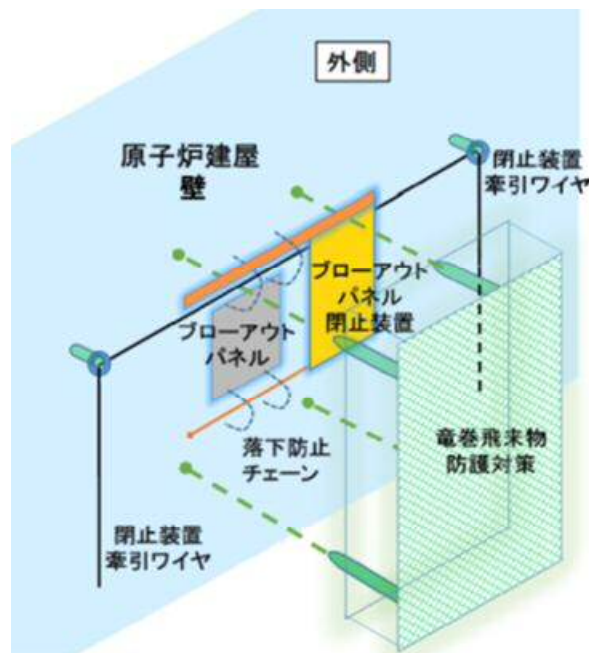 外側
原子炉建屋
壁
閉止装置
牽引ワイヤ
ブローアウト
パネル
閉止装置
ブローアウト
パネル
竜巻飛来物
防護対策
落下防止
チェーン
閉止装置
牽引ワイヤ